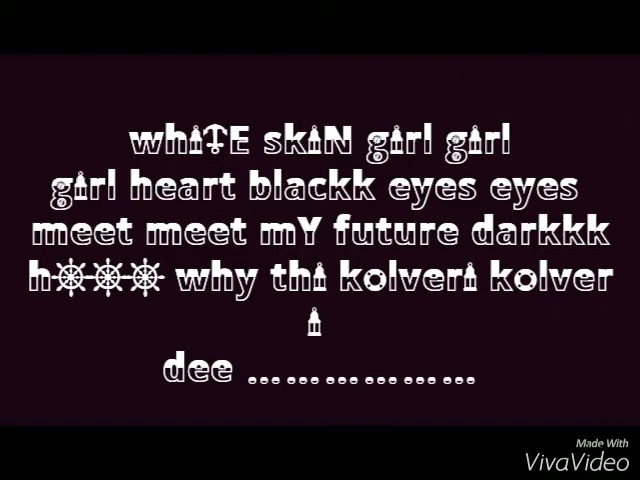 whiTE skiN girl girl
girl heart blackk eyes eyes
meet meet mY future darkkk
hooo why thi kolveri kolver
i
dee ..................
Made With
VivaVideo